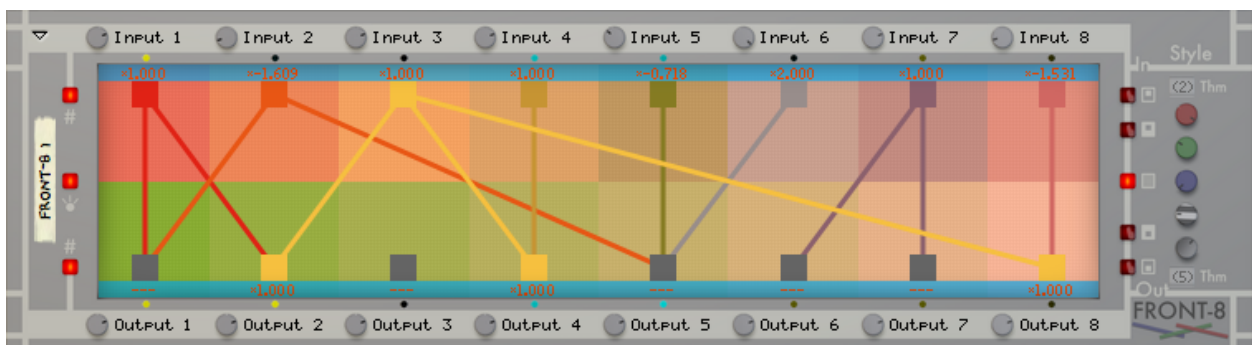 Input 1 Input 2 Input 3 Input 4 Input 5 Input 6 Input 7 Input 8
In Style
×1.000 ×-1.609 ×1.000 ×1.000 ×-0.718 ×2.000 ×1.000 ×-1.531
(2) Thm
#
FRONT-8 1
#
(5) Thm
--- ×1.000 --- ×1.000 --- --- --- ×1.000
Out
FRONT-8
Output 1 Output 2 Output 3 Output 4 Output 5 Output 6 Output 7 Output 8